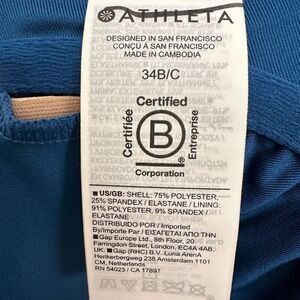 ATHLETA
DESIGNED IN SAN FRANCISCO
CONÇU À SAN FRANCISCO
MADE IN CAMBODIA
34B/C
Certified
Certifiée
B
Entreprise
Corporation
■ US/GB: SHELL: 75% POLYESTER,
25% SPANDEX / ELASTANE / LINING:
91% POLYESTER, 9% SPANDEX /
ELASTANE
DISTRIBUIDO POR / Imported
By/Importé Par / ΕΙΣΑΓΕΤΑΙ ΑΠΟ ΤΗΝ:
■ Gap Europe Ltd., 8th Floor, 20
Farringdon Street, London, EC4A 4AB,
U.K. ■ Gap (RHC) B.V. Luna ArenA
Herikerbergweg 238 Amsterdam 1101
CM, Netherlands
RN 54023 / CA 17897